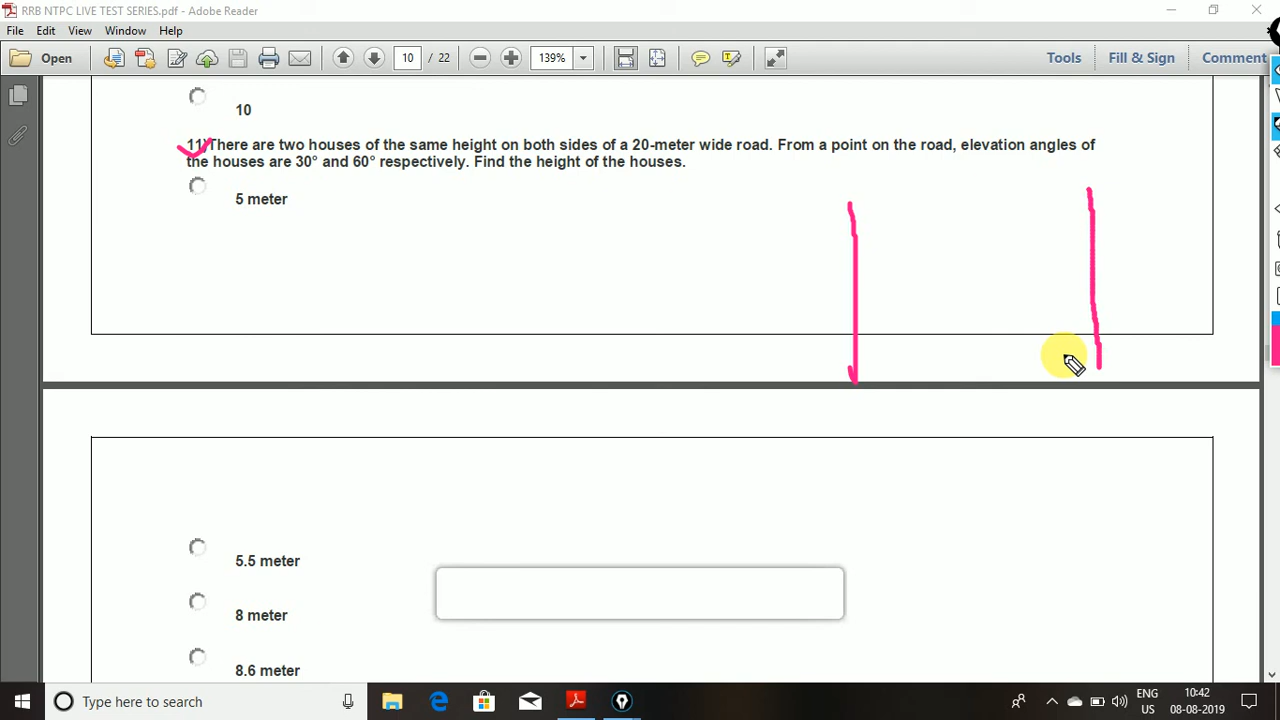 RRB NTPC LIVE TEST SERIES.pdf - Adobe Reader
File Edit View Window Help
Open 10 / 22 139% Tools Fill & Sign Comment
10
11)There are two houses of the same height on both sides of a 20-meter wide road. From a point on the road, elevation angles of
the houses are 30° and 60° respectively. Find the height of the houses.
5 meter
5.5 meter
8 meter
8.6 meter
Type here to search
ENG
US
10:42
08-08-2019